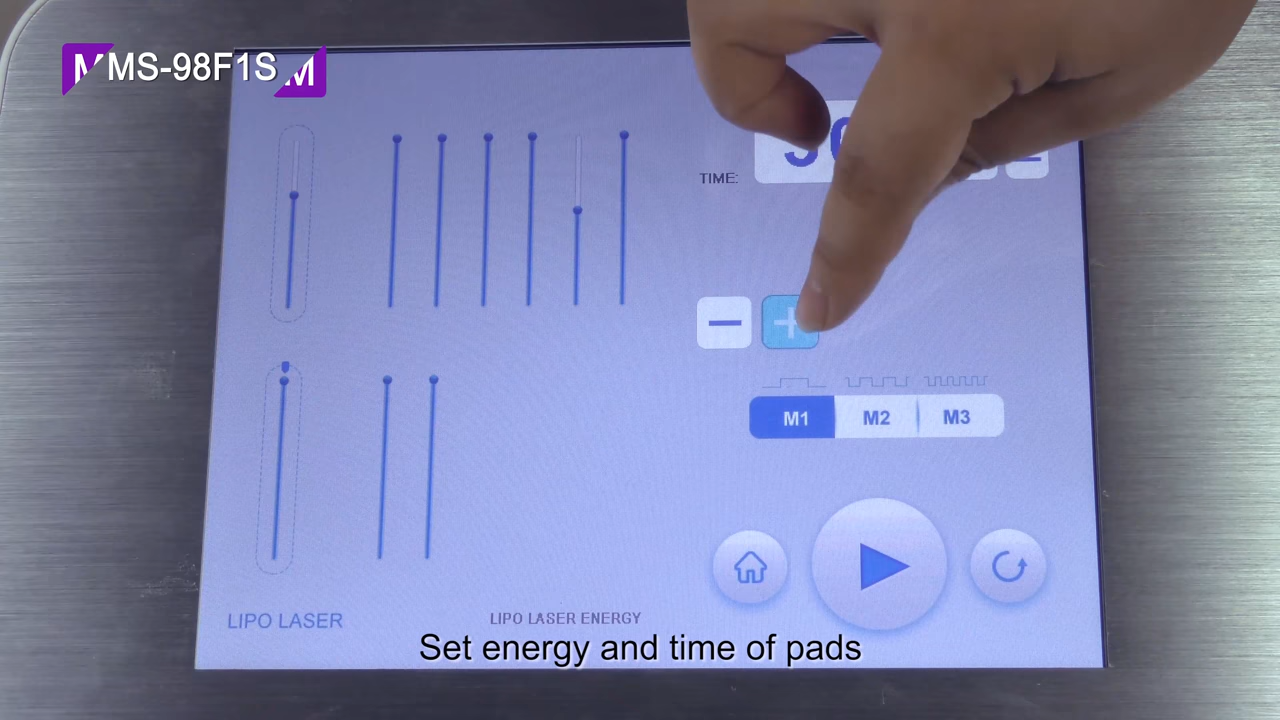 MS-98F1S
TIME:
M1 M2 M3
LIPO LASER
LIPO LASER ENERGY
Set energy and time of pads